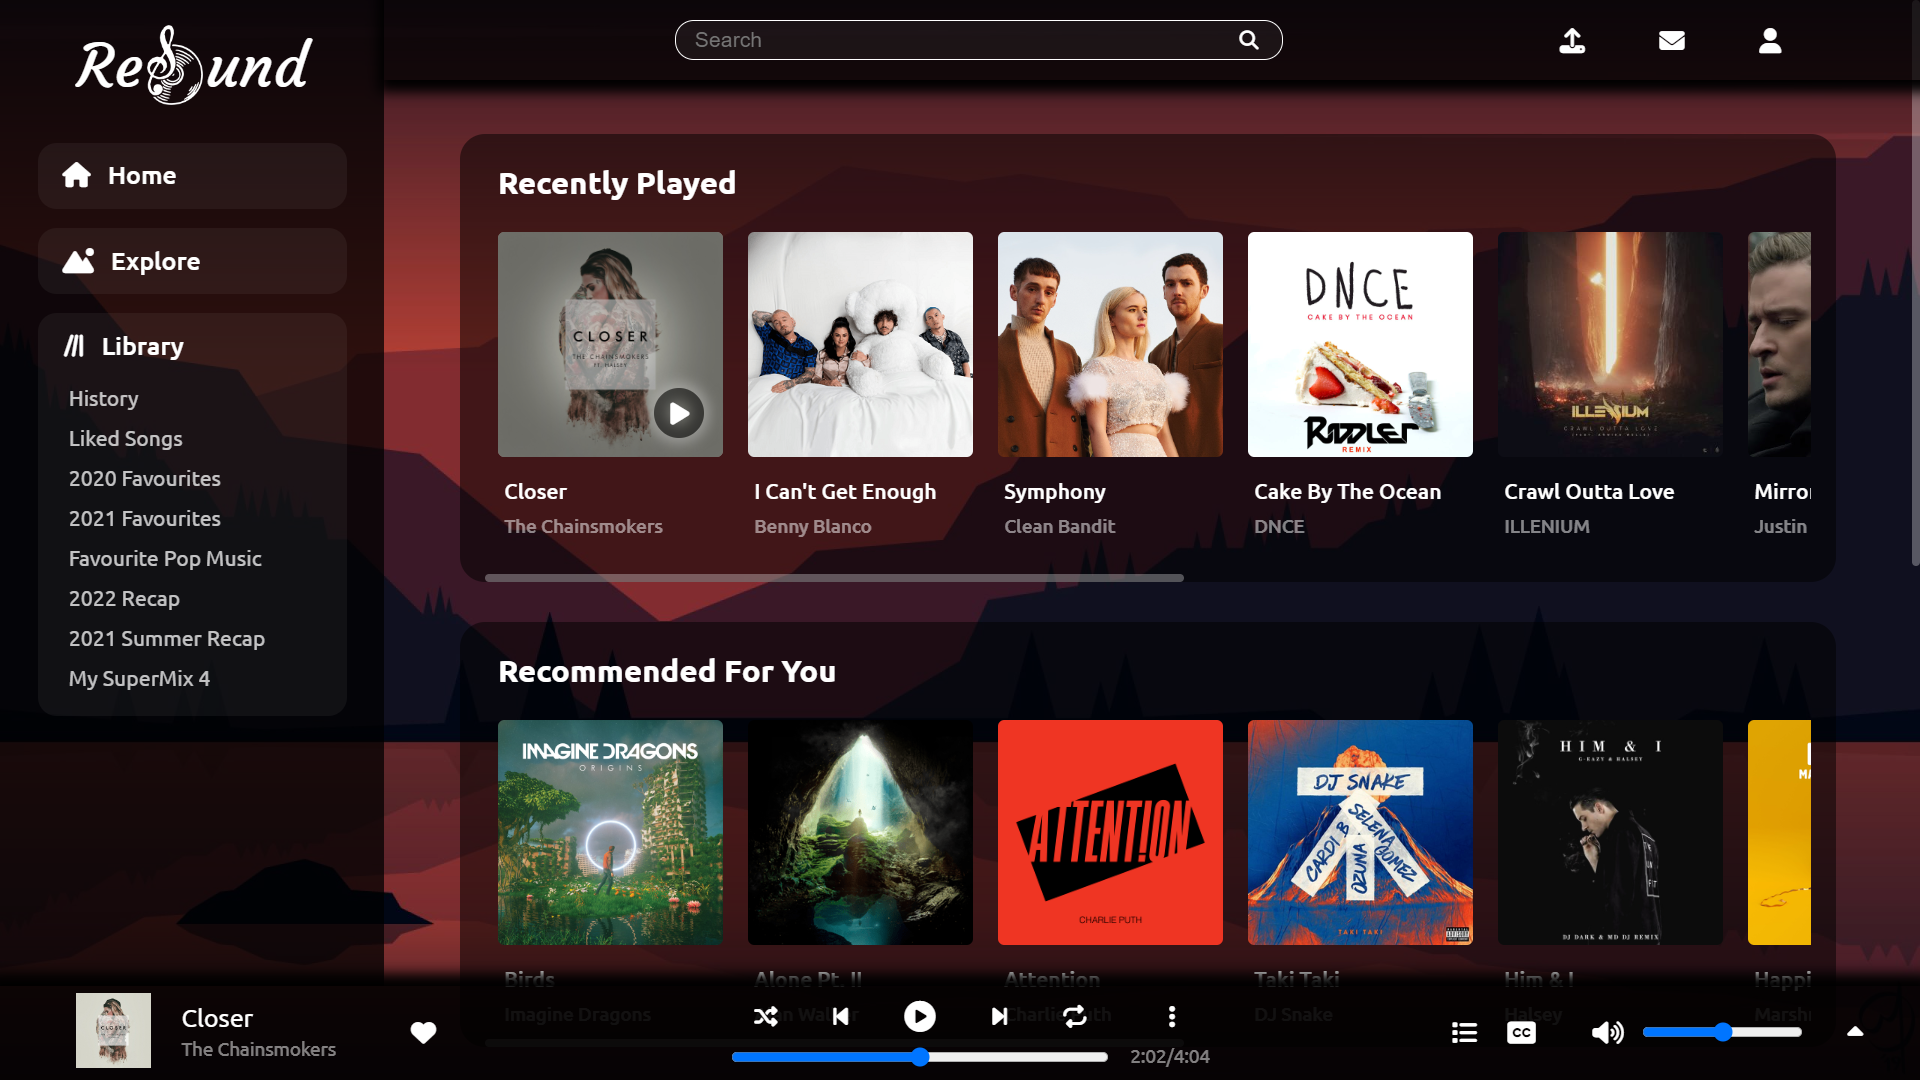 ReSound
Search
Home
Explore
Library
History
Liked Songs
2020 Favourites
2021 Favourites
Favourite Pop Music
2022 Recap
2021 Summer Recap
My SuperMix 4
Recently Played
CLOSER
THE CHAINSMOKERS
FT. HALSEY
DNCE
CAKE BY THE OCEAN
RIDDLER
REMIX
ILLENIUM
CRAWL OUTTA LOVE
Closer
The Chainsmokers
I Can't Get Enough
Benny Blanco
Symphony
Clean Bandit
Cake By The Ocean
DNCE
Crawl Outta Love
ILLENIUM
Mirror
Justin
Recommended For You
IMAGINE DRAGONS
ORIGINS
ATTENTION
CHARLIE PUTH
DJ SNAKE
CARDI B
OZUNA
SELENA GOMEZ
TAKI TAKI
HIM & I
G-EAZY & HALSEY
DJ DARK & MD DJ REMIX
Birds
Imagine Dragons
Alone Pt. II
Attention
Taki Taki
DJ Snake
Him & I
Halsey
Happi
Marsh
CLOSER
Closer
The Chainsmokers
2:02/4:04
CC